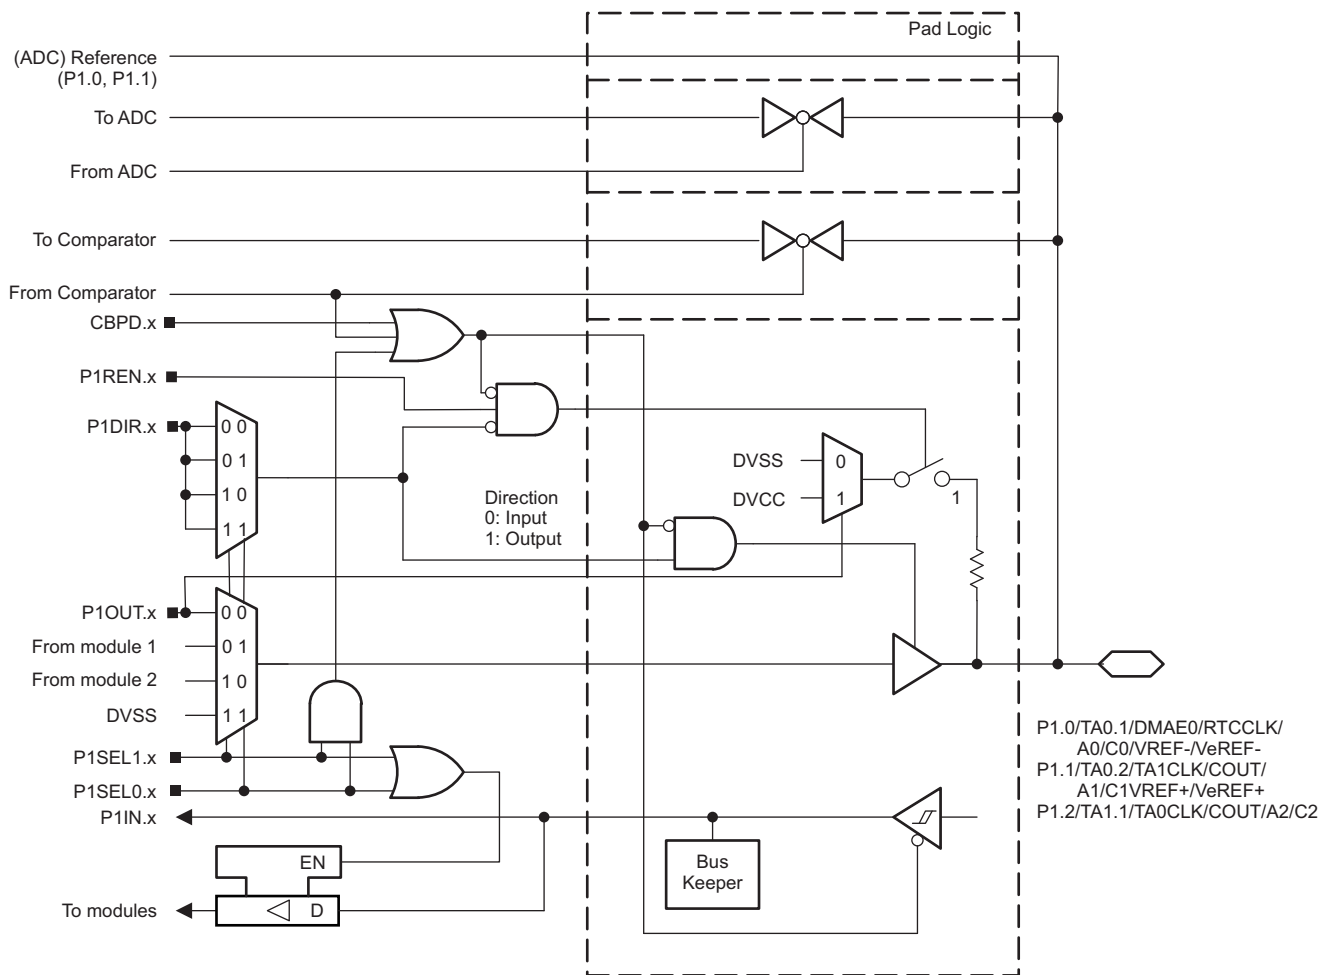 Pad Logic
(ADC) Reference
(P1.0, P1.1)
To ADC
From ADC
To Comparator
From Comparator
CBPD.x
P1REN.x
P1DIR.x
0 0
0 1
1 0
1 1
Direction
0: Input
1: Output
DVSS
0
DVCC
1
1
P1OUT.x
0 0
From module 1
0 1
From module 2
1 0
DVSS
1 1
P1SEL1.x
P1SEL0.x
P1IN.x
EN
D
To modules
Bus
Keeper
P1.0/TA0.1/DMAE0/RTCCLK/
A0/C0/VREF-/VeREF-
P1.1/TA0.2/TA1CLK/COUT/
A1/C1VREF+/VeREF+
P1.2/TA1.1/TA0CLK/COUT/A2/C2